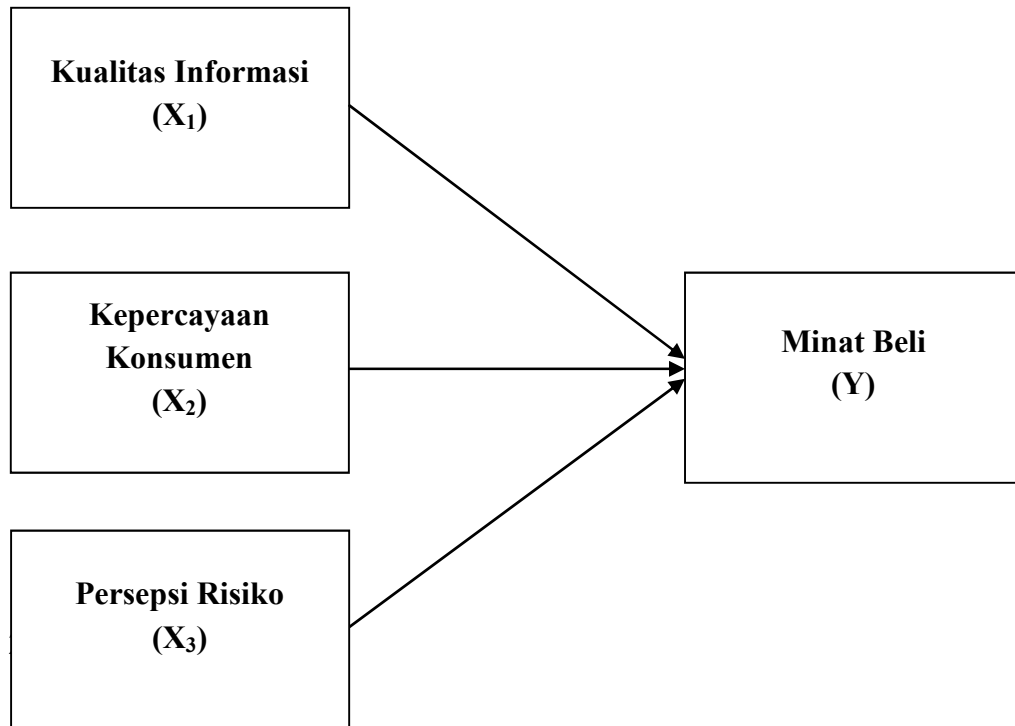 Kualitas Informasi
(X₁)
Kepercayaan
Konsumen
(X₂)
Minat Beli
(Y)
Persepsi Risiko
(X₃)